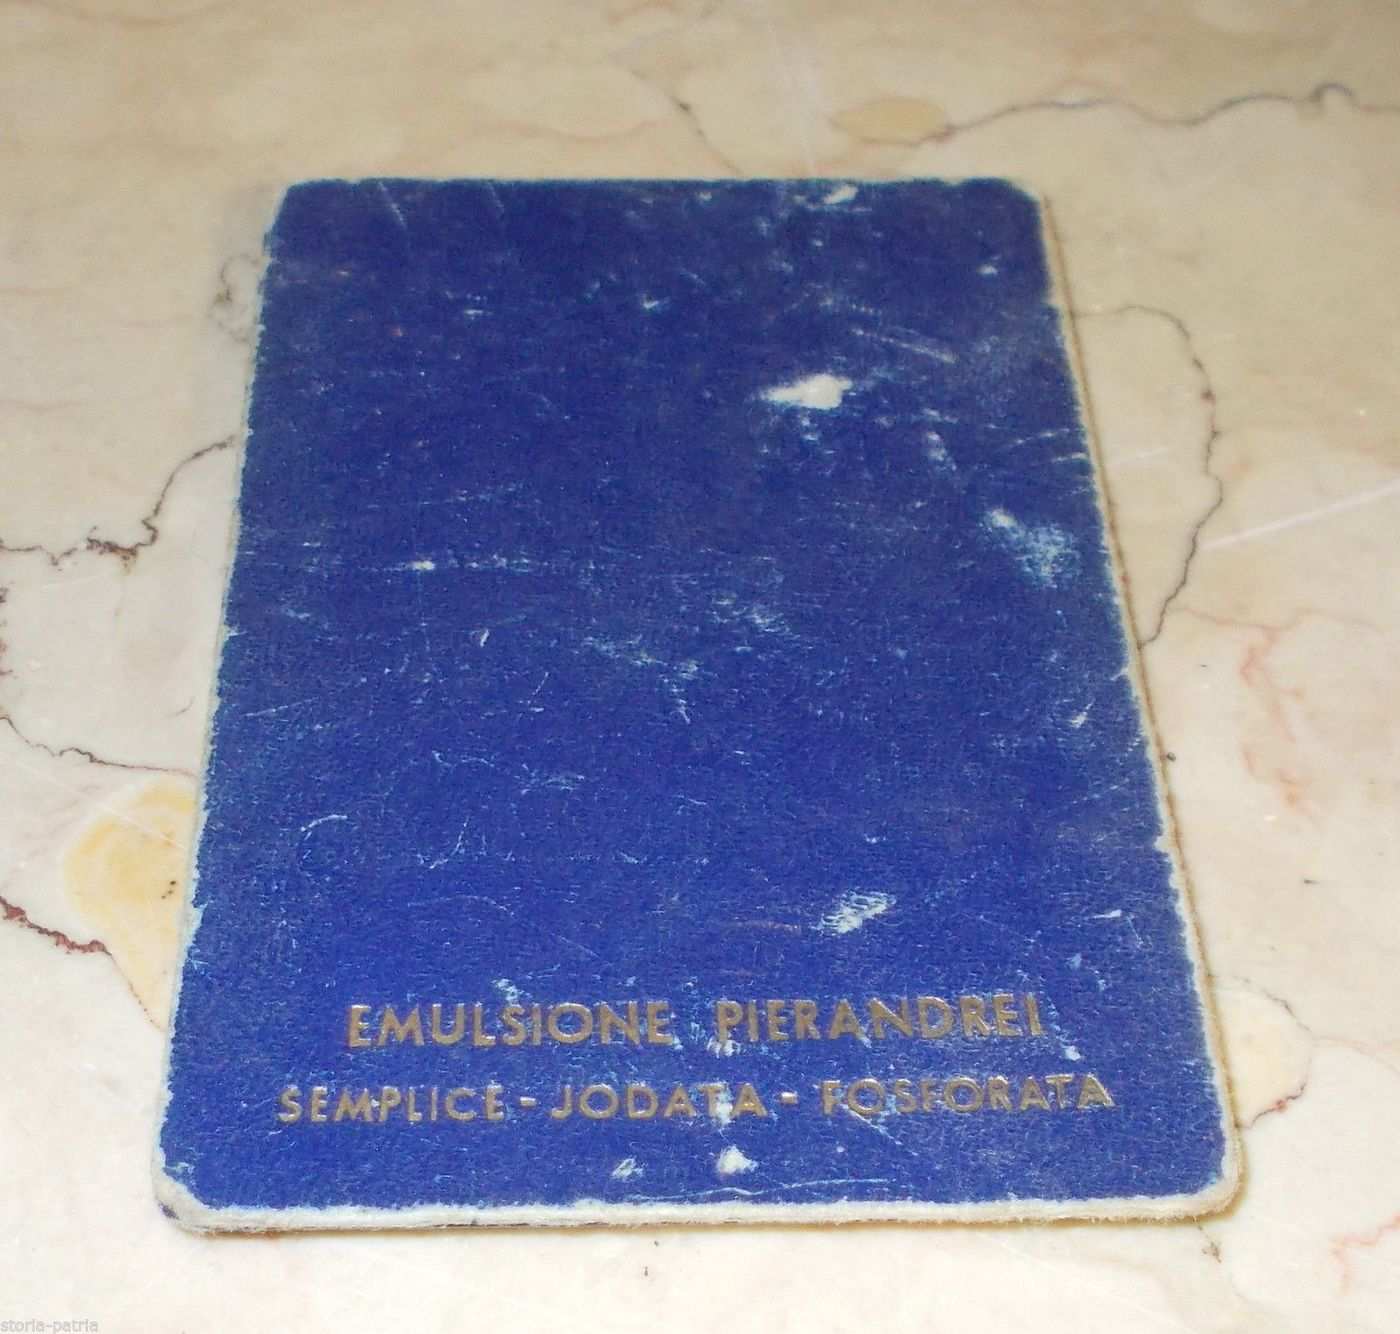 EMULSIONE PIERANDREI
SEMPLICE - JODATA - FOSFORATA
storia-patria